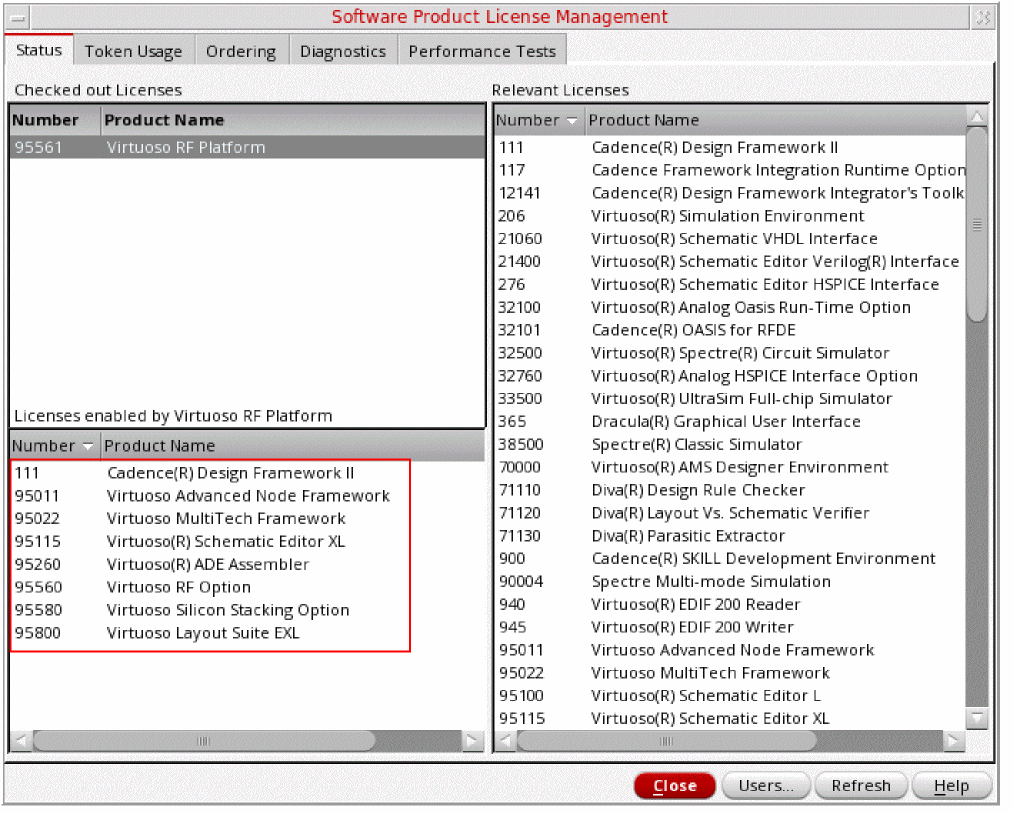 Software Product License Management
Status Token Usage Ordering Diagnostics Performance Tests
Checked out Licenses
Number Product Name
95561 Virtuoso RF Platform
Licenses enabled by Virtuoso RF Platform
Number Product Name
111 Cadence(R) Design Framework II
95011 Virtuoso Advanced Node Framework
95022 Virtuoso MultiTech Framework
95115 Virtuoso(R) Schematic Editor XL
95260 Virtuoso(R) ADE Assembler
95560 Virtuoso RF Option
95580 Virtuoso Silicon Stacking Option
95800 Virtuoso Layout Suite EXL
Relevant Licenses
Number Product Name
111 Cadence(R) Design Framework II
117 Cadence Framework Integration Runtime Option
12141 Cadence(R) Design Framework Integrator's Toolk
206 Virtuoso(R) Simulation Environment
21060 Virtuoso(R) Schematic VHDL Interface
21400 Virtuoso(R) Schematic Editor Verilog(R) Interface
276 Virtuoso(R) Schematic Editor HSPICE Interface
32100 Virtuoso(R) Analog Oasis Run-Time Option
32101 Cadence(R) OASIS for RFDE
32500 Virtuoso(R) Spectre(R) Circuit Simulator
32760 Virtuoso(R) Analog HSPICE Interface Option
33500 Virtuoso(R) UltraSim Full-chip Simulator
365 Dracula(R) Graphical User Interface
38500 Spectre(R) Classic Simulator
70000 Virtuoso(R) AMS Designer Environment
71110 Diva(R) Design Rule Checker
71120 Diva(R) Layout Vs. Schematic Verifier
71130 Diva(R) Parasitic Extractor
900 Cadence(R) SKILL Development Environment
90004 Spectre Multi-mode Simulation
940 Virtuoso(R) EDIF 200 Reader
945 Virtuoso(R) EDIF 200 Writer
95011 Virtuoso Advanced Node Framework
95022 Virtuoso MultiTech Framework
95100 Virtuoso(R) Schematic Editor L
95115 Virtuoso(R) Schematic Editor XL
Close Users... Refresh Help